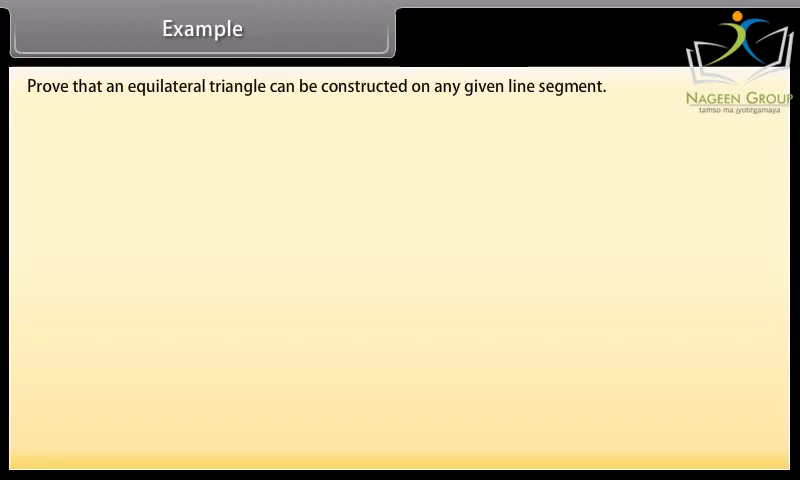 Example
Prove that an equilateral triangle can be constructed on any given line segment.
NAGEEN GROUP
tamso ma jyotirgamaya